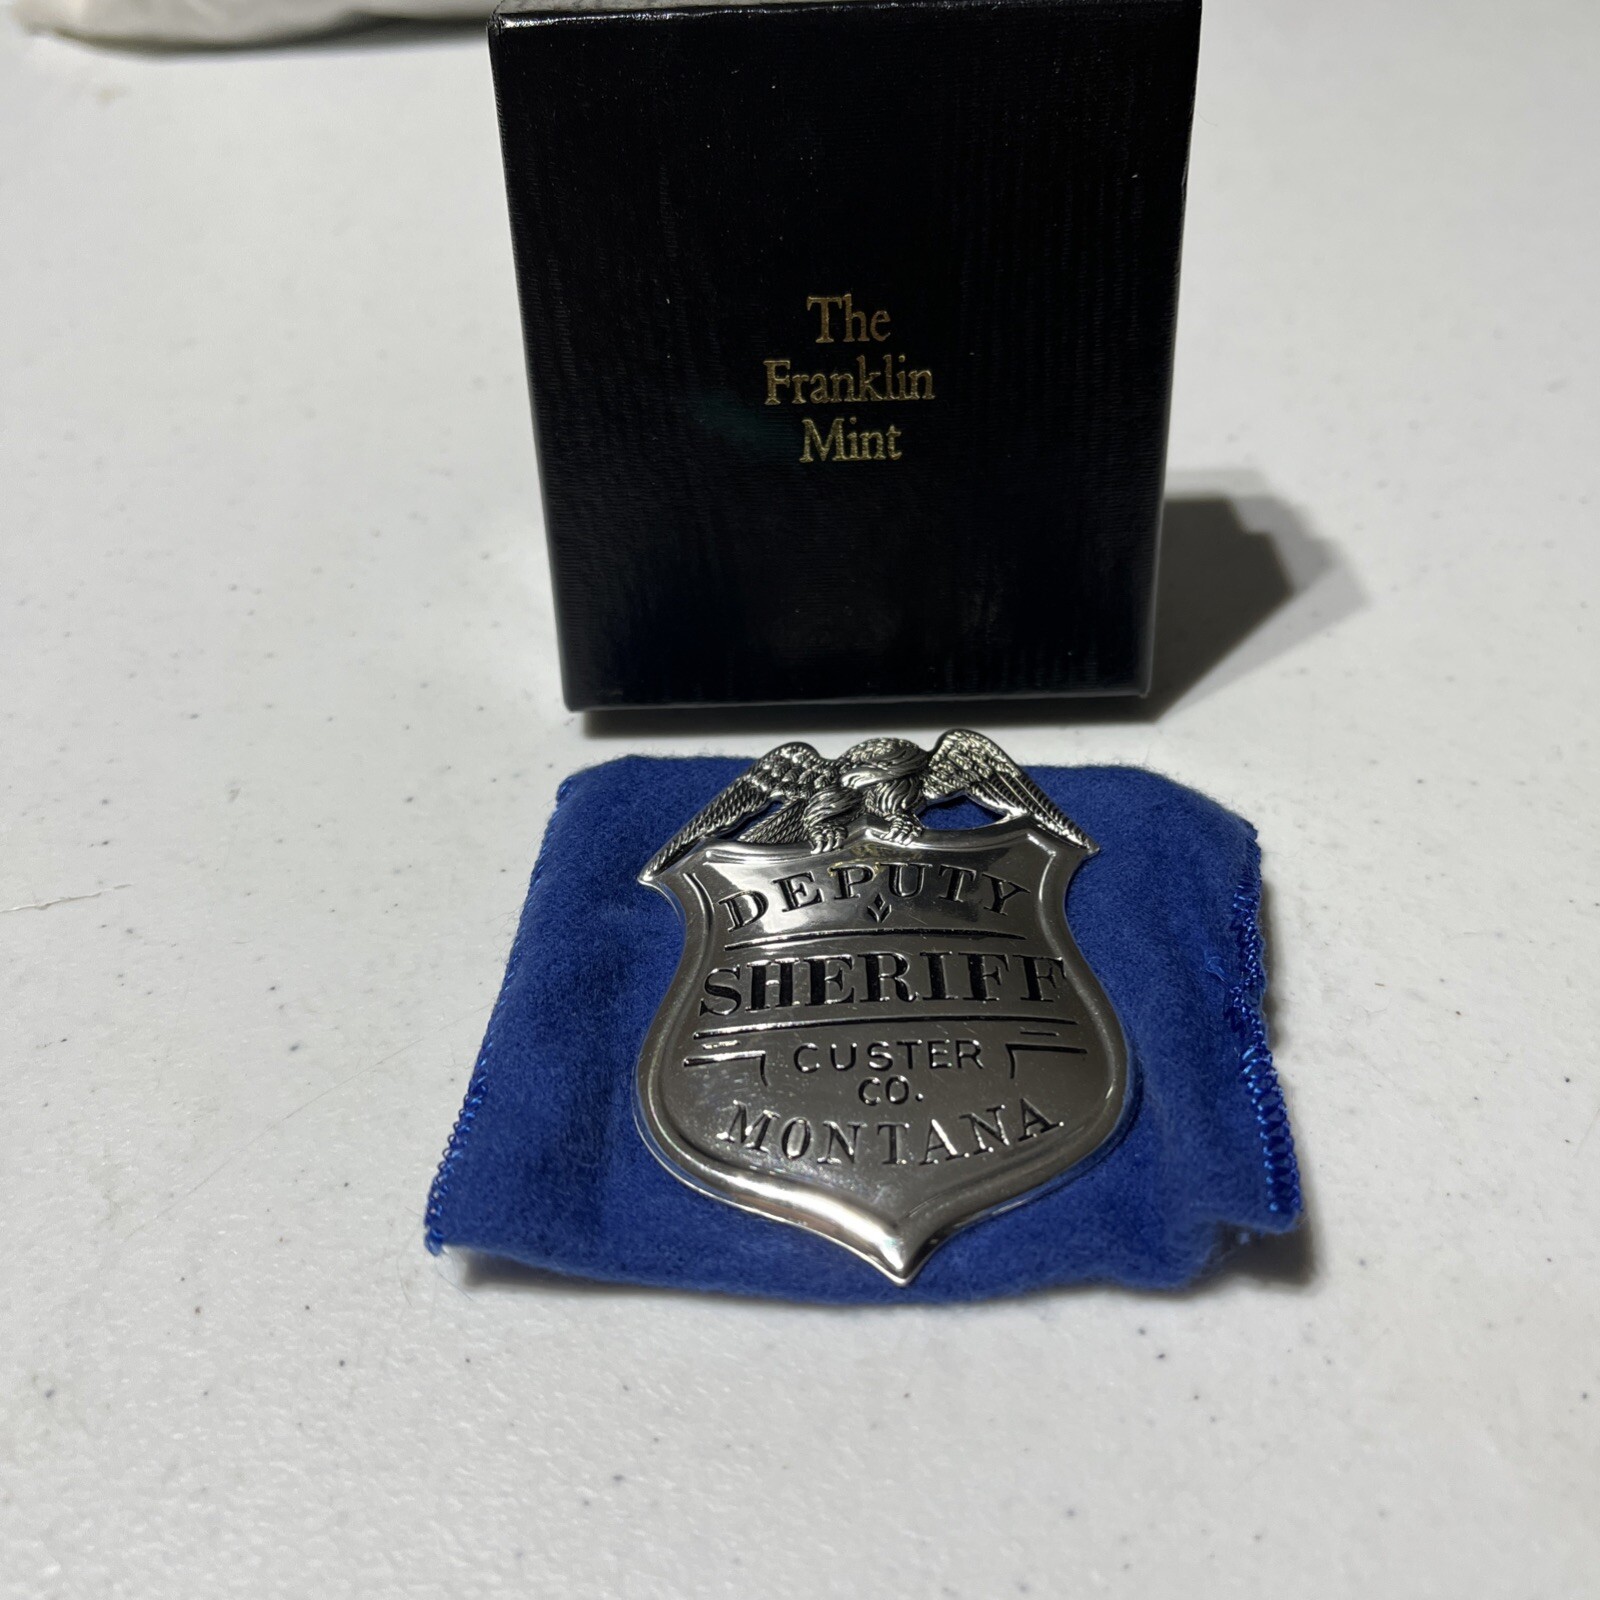 The
Franklin
Mint
DEPUTY
SHERIFF
CUSTER
CO.
MONTANA